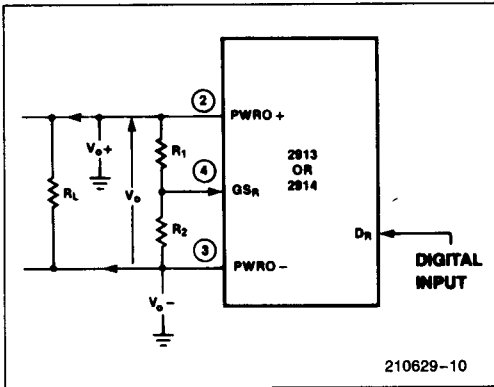 2
PWRO+
V₀+
R₁
4
2913
OR
2914
GSR
RL
V₀
R₂
DR
DIGITAL
INPUT
3
PWRO−
V₀−
210629-10